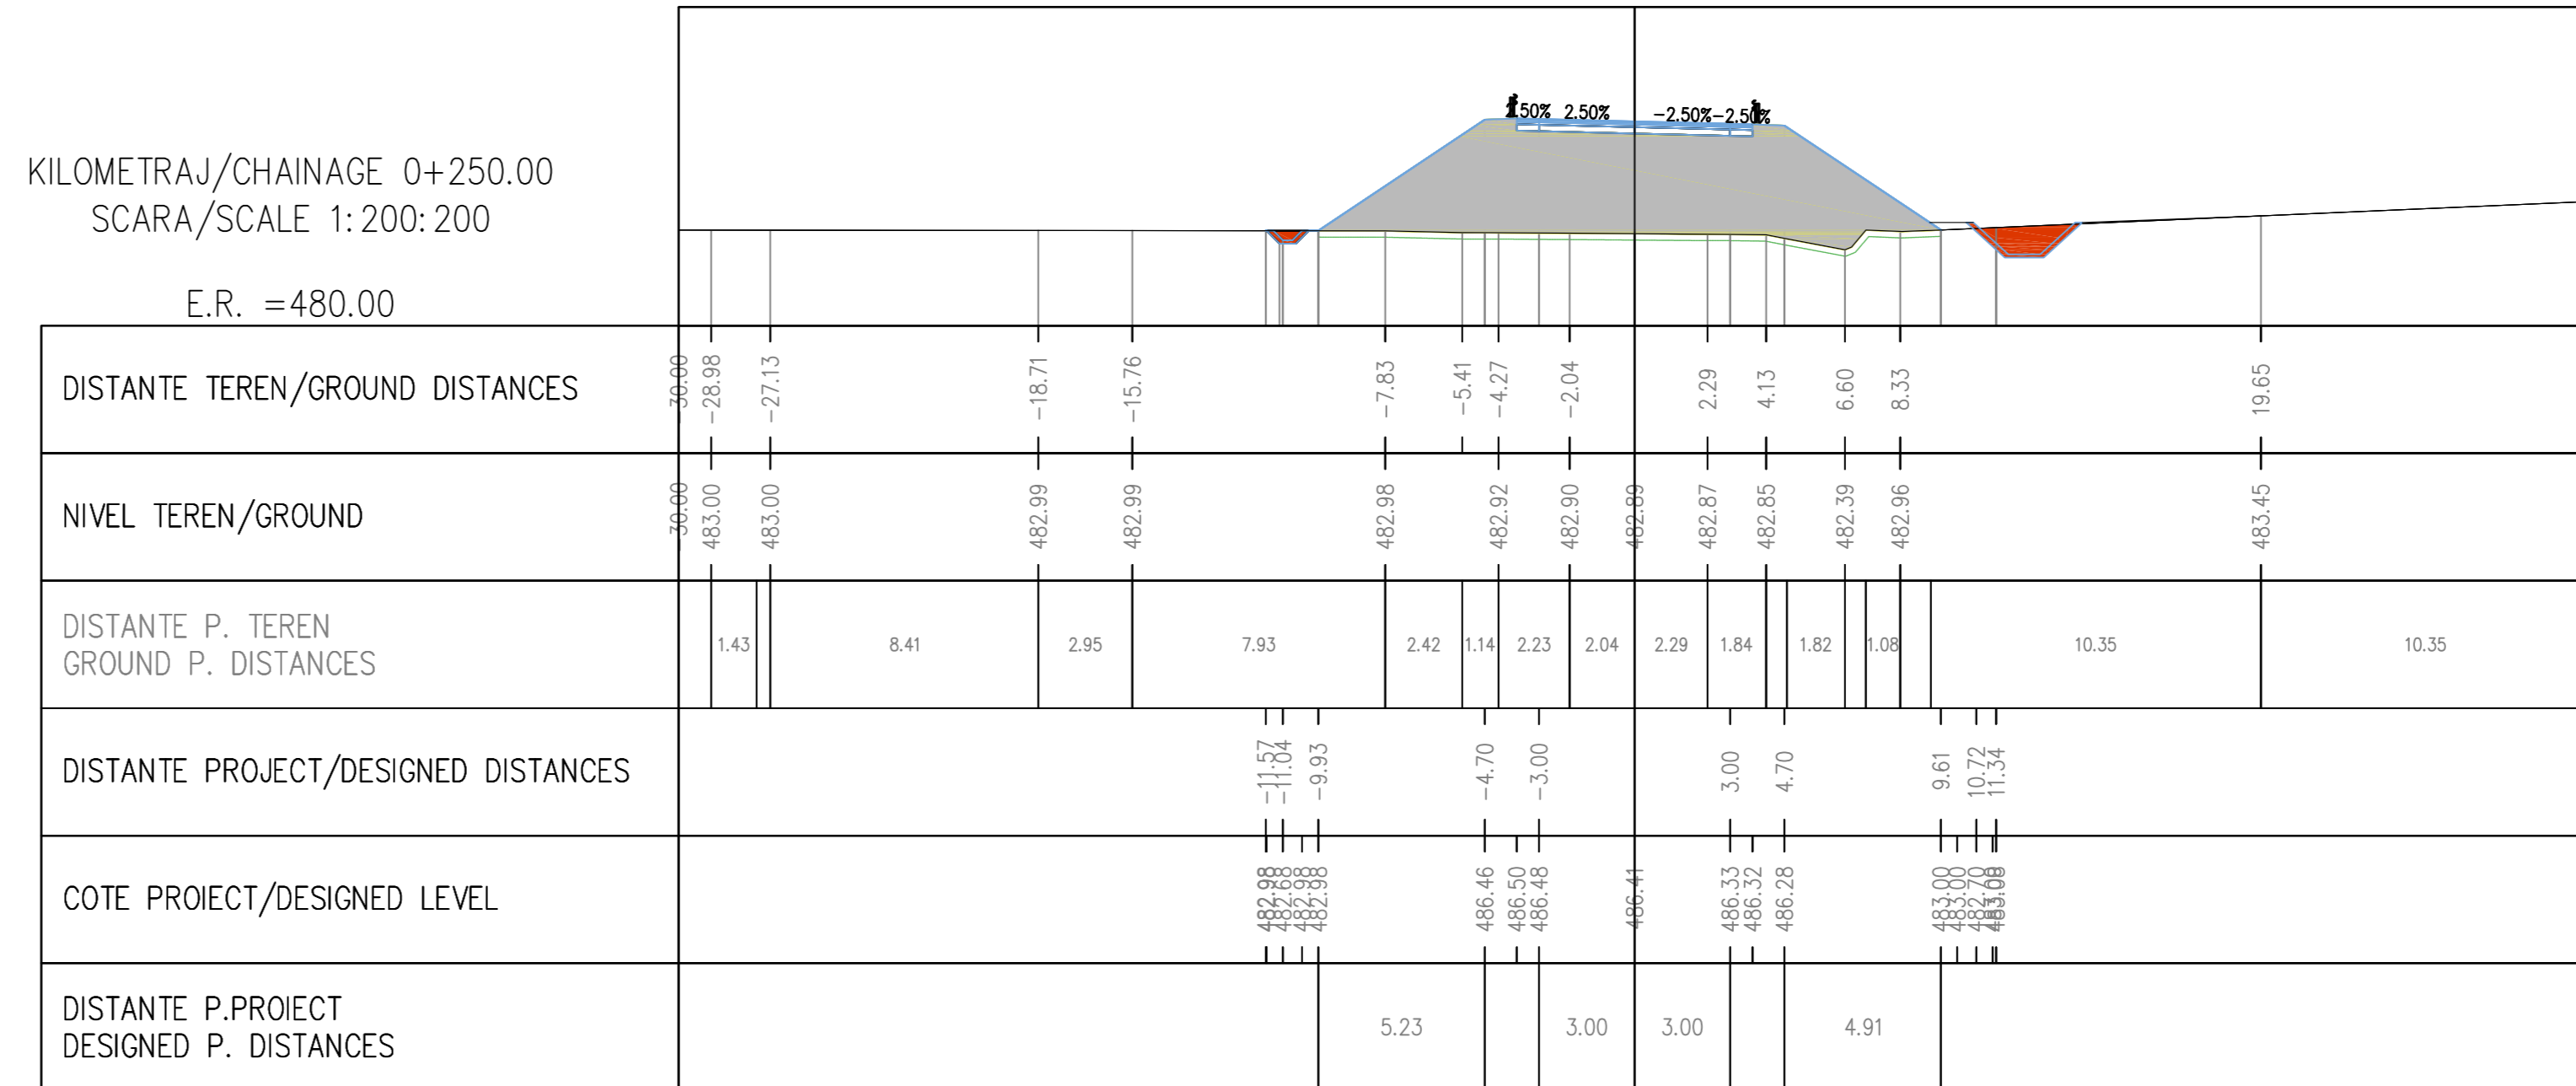 2.50% -2.50%
KILOMETRAJ/CHAINAGE 0+250.00
SCARA/SCALE 1:200:200
E.R. =480.00
DISTANTE TEREN/GROUND DISTANCES
-30.00 -28.98 -27.13 -18.71 -15.76 -7.83 -5.41 -4.27 -2.04 2.29 4.13 6.60 8.33 19.65
NIVEL TEREN/GROUND
-30.00 483.00 483.00 482.99 482.99 482.98 482.92 482.90 482.89 482.87 482.85 482.39 482.96 483.45
DISTANTE P. TEREN
GROUND P. DISTANCES
1.43 8.41 2.95 7.93 2.42 1.14 2.23 2.04 2.29 1.84 1.82 1.08 10.35 10.35
DISTANTE PROJECT/DESIGNED DISTANCES
-11.57 -11.04 -9.93 -4.70 -3.00 3.00 4.70 9.61 10.72 11.34
COTE PROIECT/DESIGNED LEVEL
482.98 482.68 482.98 482.98 486.46 486.50 486.48 486.41 486.33 486.32 486.28 483.00 483.00 482.70
DISTANTE P.PROIECT
DESIGNED P. DISTANCES
5.23 3.00 3.00 4.91